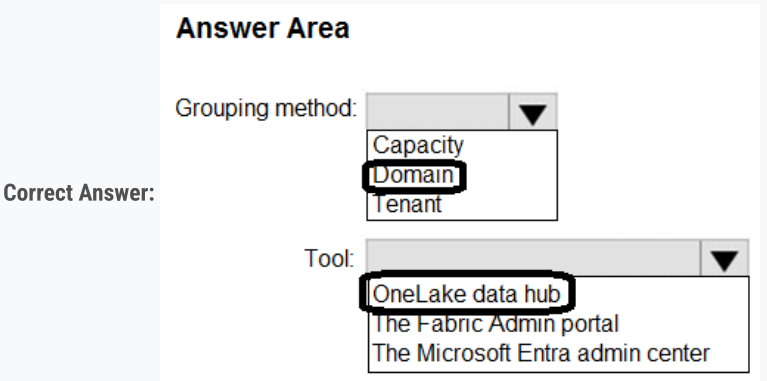 Answer Area
Grouping method:
Capacity
Domain
Correct Answer:
Tenant
Tool:
OneLake data hub
The Fabric Admin portal
The Microsoft Entra admin center